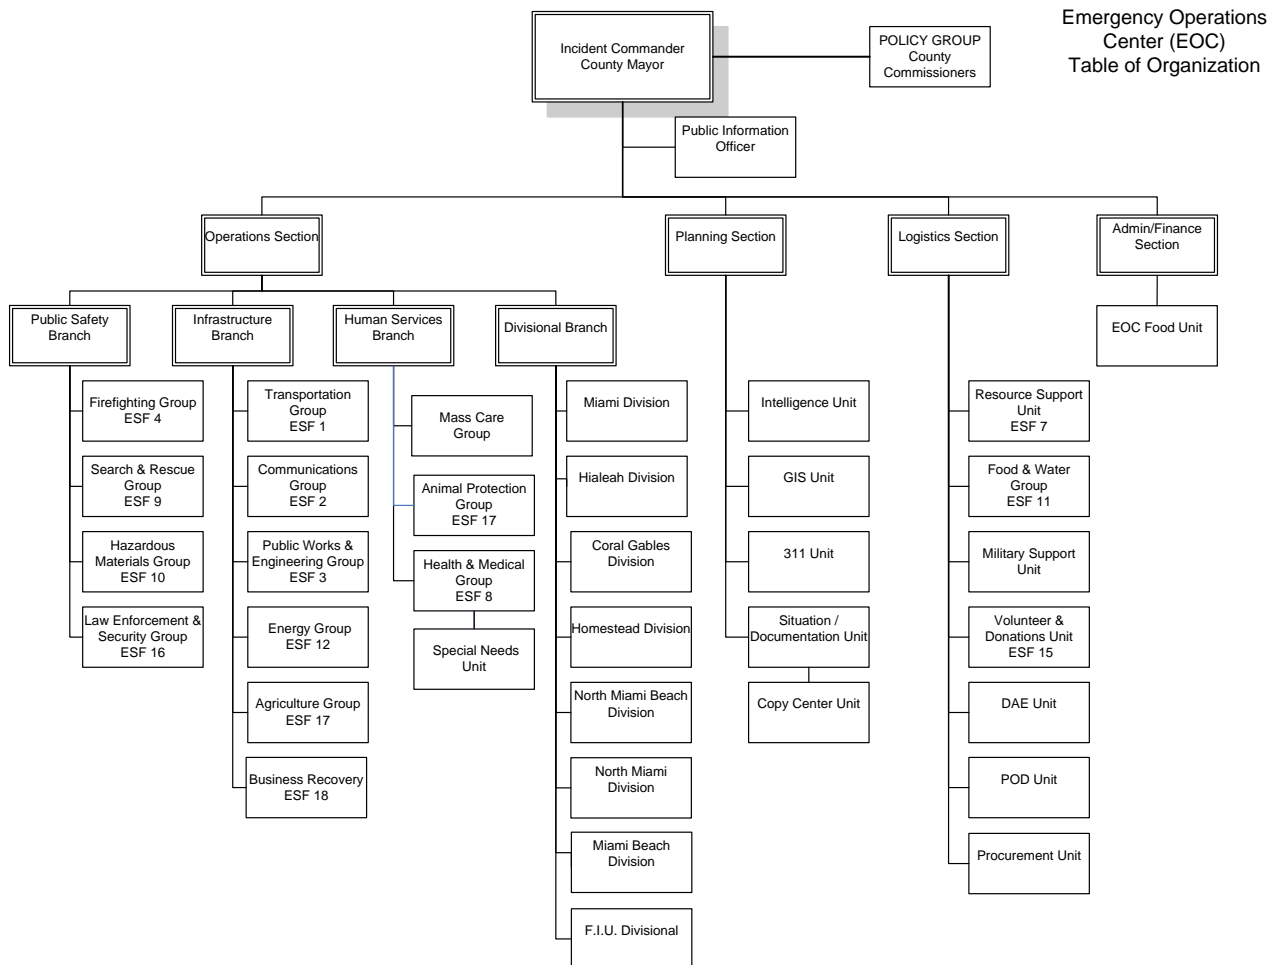 Emergency Operations
Center (EOC)
Table of Organization
Incident Commander
County Mayor
POLICY GROUP
County
Commissioners
Public Information
Officer
Operations Section
Planning Section
Logistics Section
Admin/Finance
Section
Public Safety
Branch
Infrastructure
Branch
Human Services
Branch
Divisional Branch
EOC Food Unit
Firefighting Group
ESF 4
Search & Rescue
Group
ESF 9
Hazardous
Materials Group
ESF 10
Law Enforcement &
Security Group
ESF 16
Transportation
Group
ESF 1
Communications
Group
ESF 2
Public Works &
Engineering Group
ESF 3
Energy Group
ESF 12
Agriculture Group
ESF 17
Business Recovery
ESF 18
Mass Care
Group
Animal Protection
Group
ESF 17
Health & Medical
Group
ESF 8
Special Needs
Unit
Miami Division
Hialeah Division
Coral Gables
Division
Homestead Division
North Miami Beach
Division
North Miami
Division
Miami Beach
Division
F.I.U. Divisional
Intelligence Unit
GIS Unit
311 Unit
Situation /
Documentation Unit
Copy Center Unit
Resource Support
Unit
ESF 7
Food & Water
Group
ESF 11
Military Support
Unit
Volunteer &
Donations Unit
ESF 15
DAE Unit
POD Unit
Procurement Unit